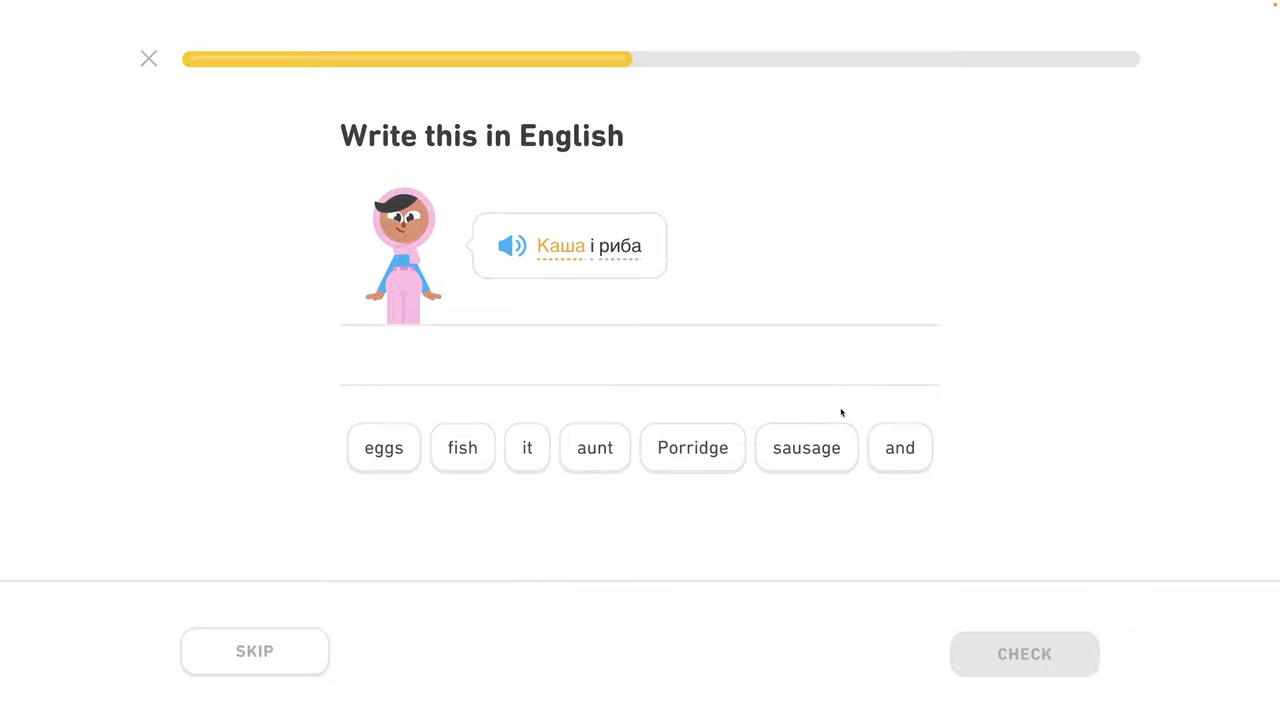 Write this in English
Каша і риба
eggs fish it aunt Porridge sausage and
SKIP CHECK